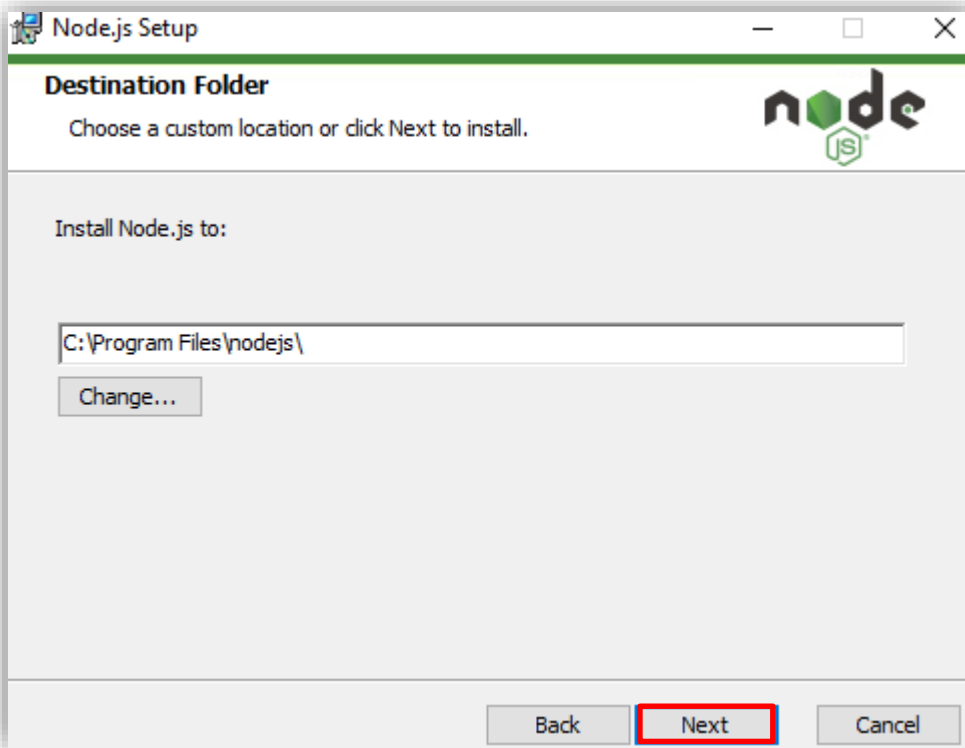 Node.js Setup
Destination Folder
Choose a custom location or click Next to install.
node
JS
Install Node.js to:
C:\Program Files\nodejs\
Change...
Back Next Cancel